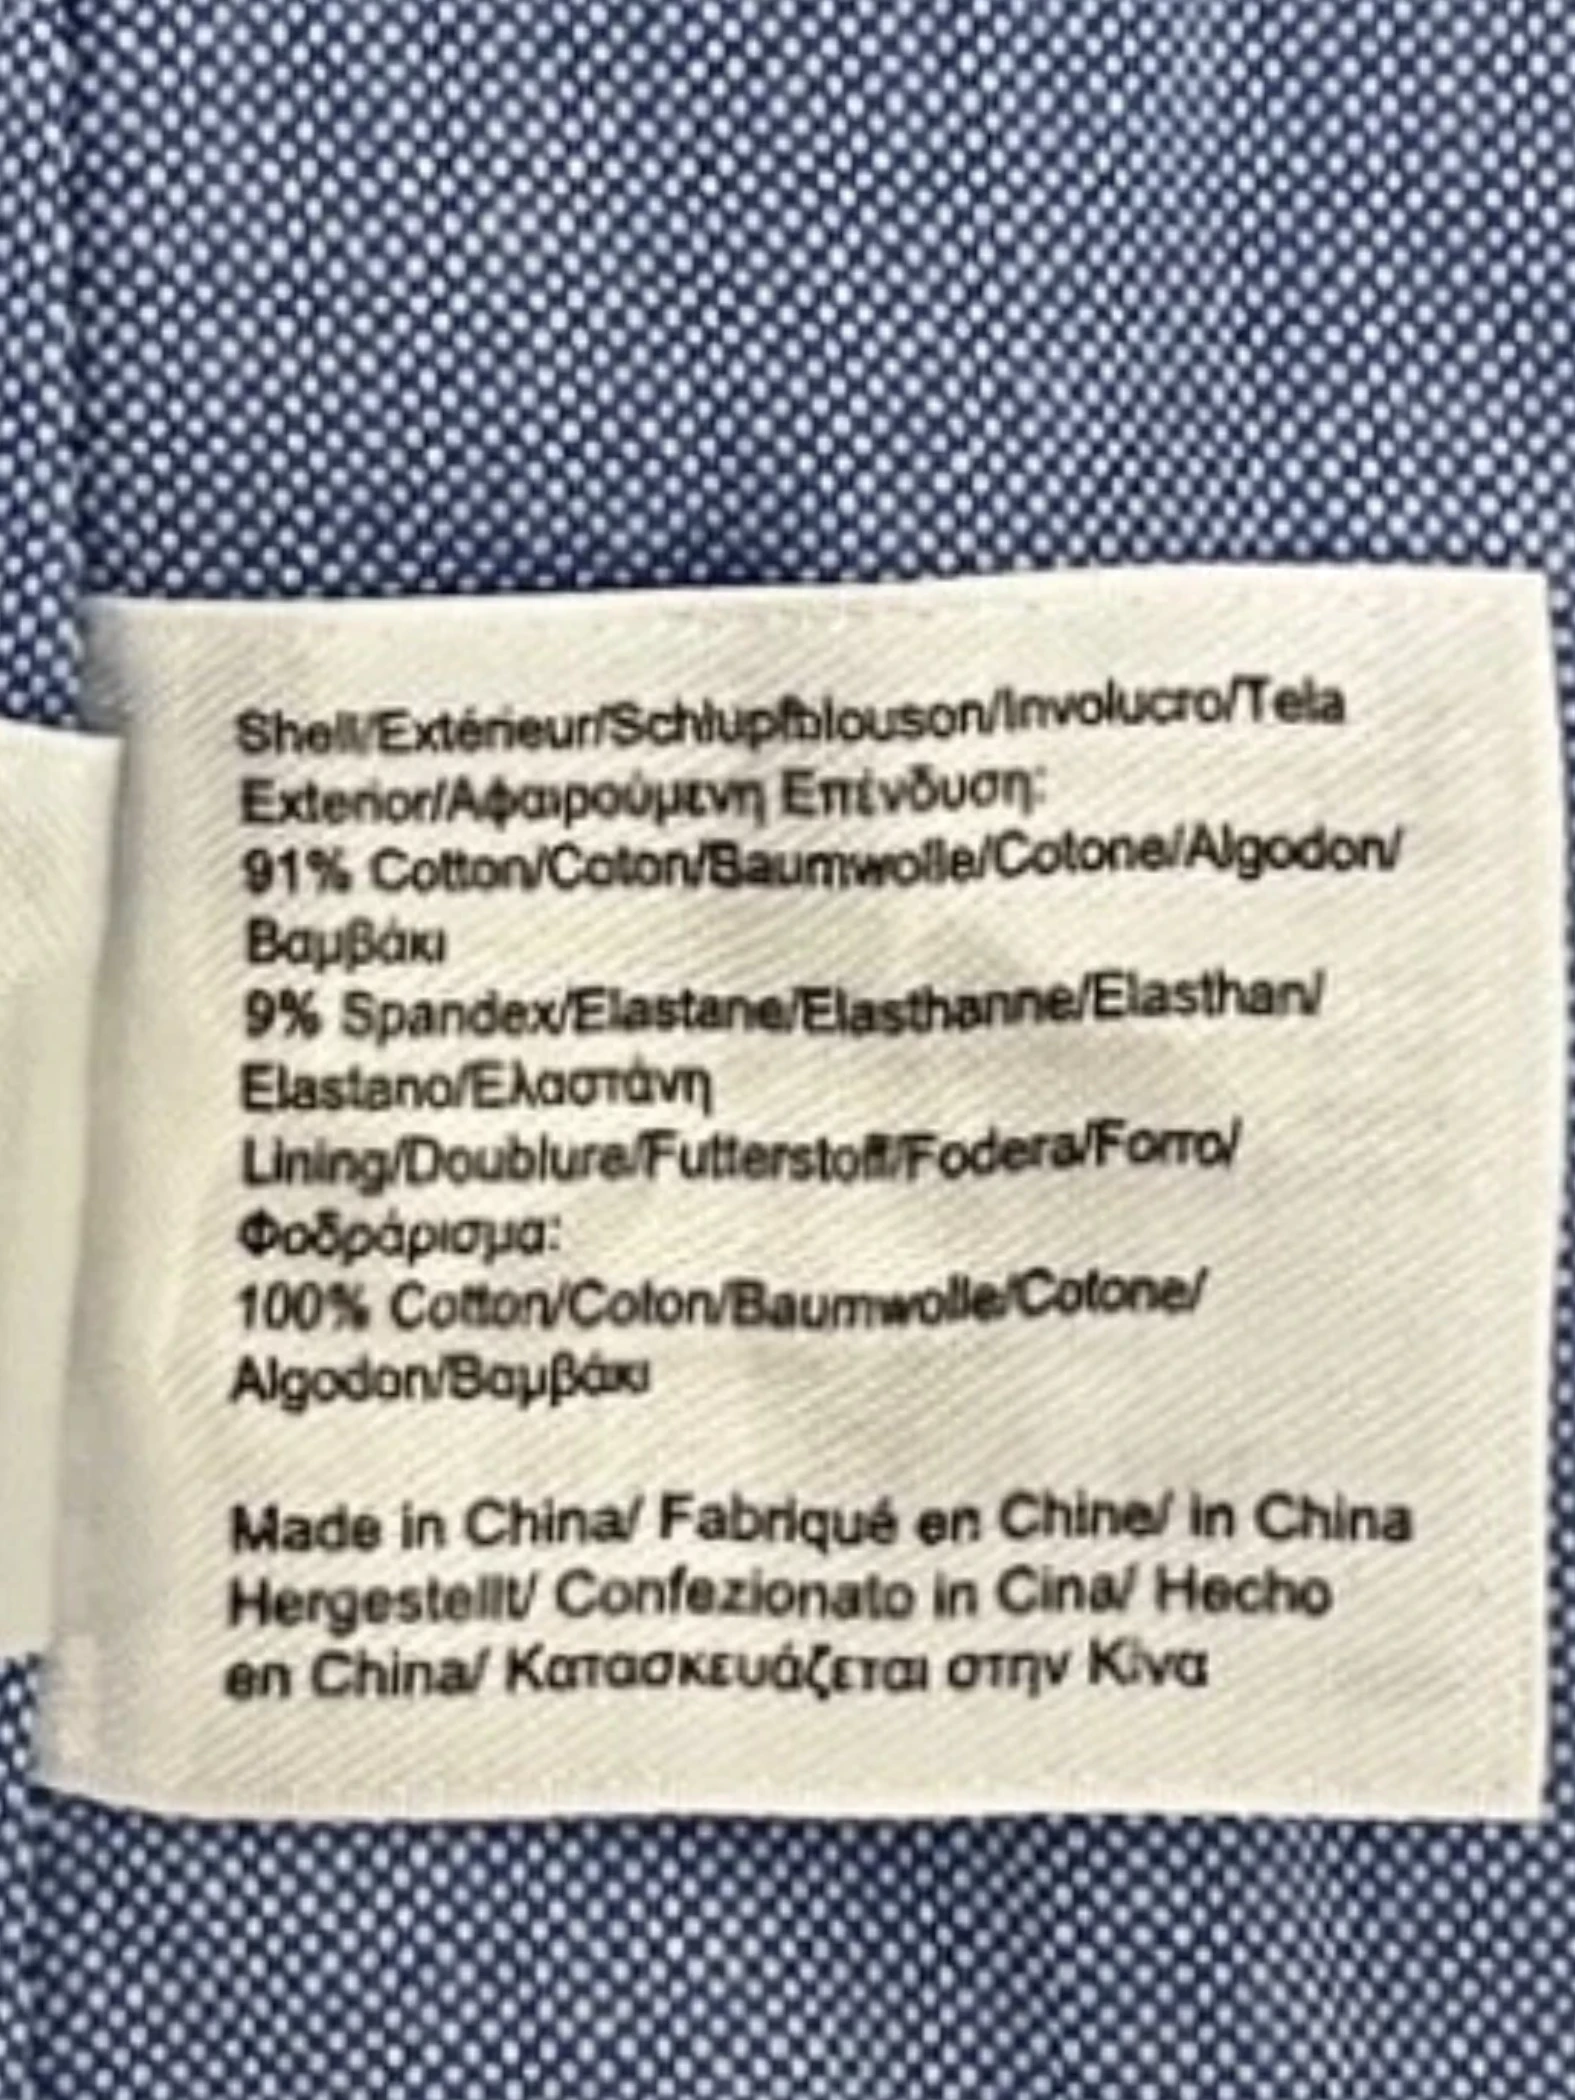 Shell/Extérieur/Schlupfblouson/Involucro/Tela
Exterior/Αφαιρούμενη Επένδυση:
91% Cotton/Coton/Baumwolle/Cotone/Algodon/
Βαμβάκι
9% Spandex/Elastane/Elasthanne/Elasthan/
Elastano/Ελαστάνη
Lining/Doublure/Futterstoff/Fodera/Forro/
Φοδράρισμα:
100% Cotton/Coton/Baumwolle/Cotone/
Algodon/Βαμβάκι
Made in China/ Fabriqué en Chine/ in China
Hergestellt/ Confezionato in Cina/ Hecho
en China/ Κατασκευάζεται στην Κίνα